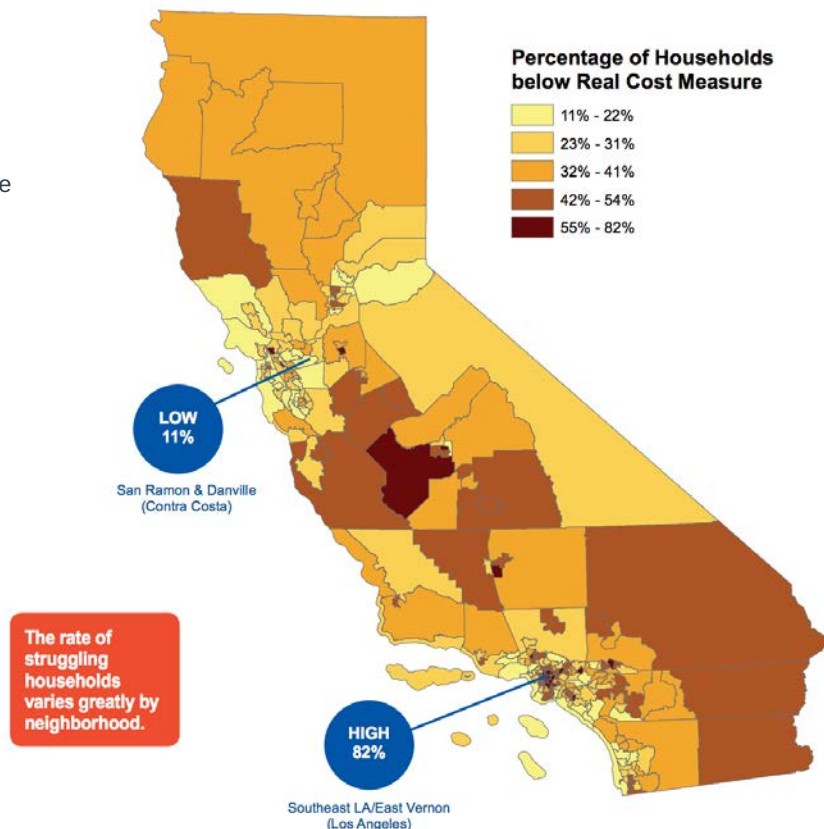 Percentage of Households
below Real Cost Measure
11% - 22%
23% - 31%
32% - 41%
42% - 54%
55% - 82%
e
LOW
11%
San Ramon & Danville
(Contra Costa)
The rate of
struggling
households
varies greatly by
neighborhood.
HIGH
82%
Southeast LA/East Vernon
(Los Angeles)